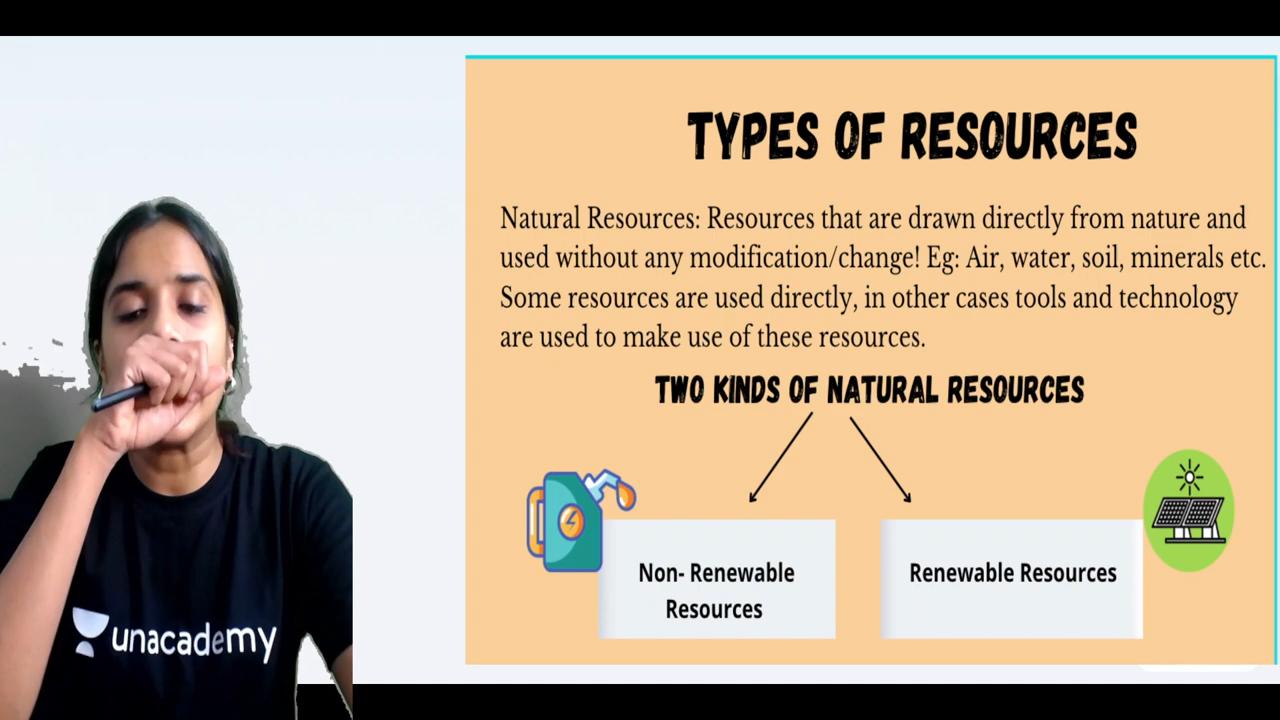 TYPES OF RESOURCES
Natural Resources: Resources that are drawn directly from nature and
used without any modification/change! Eg: Air, water, soil, minerals etc.
Some resources are used directly, in other cases tools and technology
are used to make use of these resources.
TWO KINDS OF NATURAL RESOURCES
Non- Renewable
Resources
Renewable Resources
unacademy